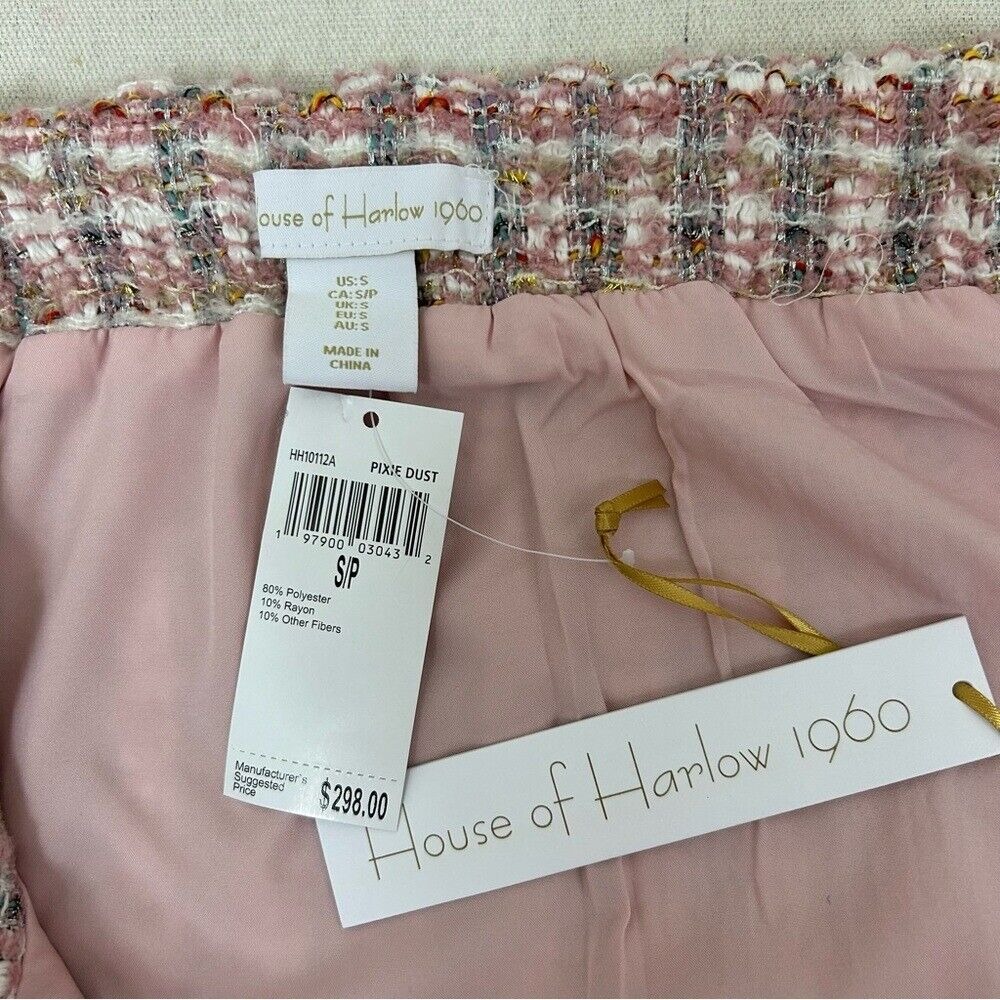 ouse of Harlow 1960
US: S
CA: S/P
UK: S
EU: S
AU: S
MADE IN
CHINA
HH10112A PIXIE DUST
1 97900 03043 2
S/P
80% Polyester
10% Rayon
10% Other Fibers
Manufacturer's
Suggested
Price
$298.00
House of Harlow 1960